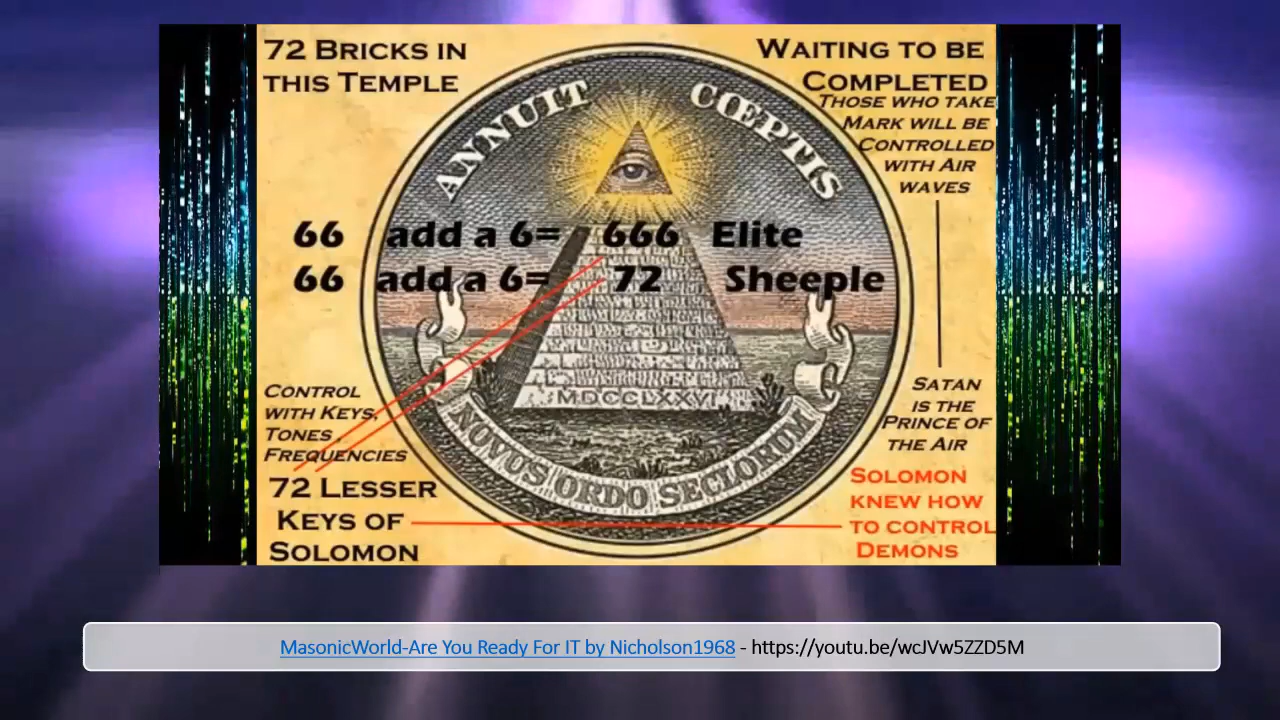 72 BRICKS IN
THIS TEMPLE
WAITING TO BE
COMPLETED
THOSE WHO TAKE
MARK WILL BE
CONTROLLED
WITH AIR
WAVES
ANNUIT CŒPTIS
66 add a 6= 666 Elite
66 add a 6= 72 Sheeple
MDCCLXXVI
NOVUS ORDO SECLORUM
CONTROL
WITH KEYS,
TONES,
FREQUENCIES
72 LESSER
KEYS OF
SOLOMON
SATAN
IS THE
PRINCE OF
THE AIR
SOLOMON
KNEW HOW
TO CONTROL
DEMONS
MasonicWorld-Are You Ready For IT by Nicholson1968 - https://youtu.be/wcJVw5ZZD5M